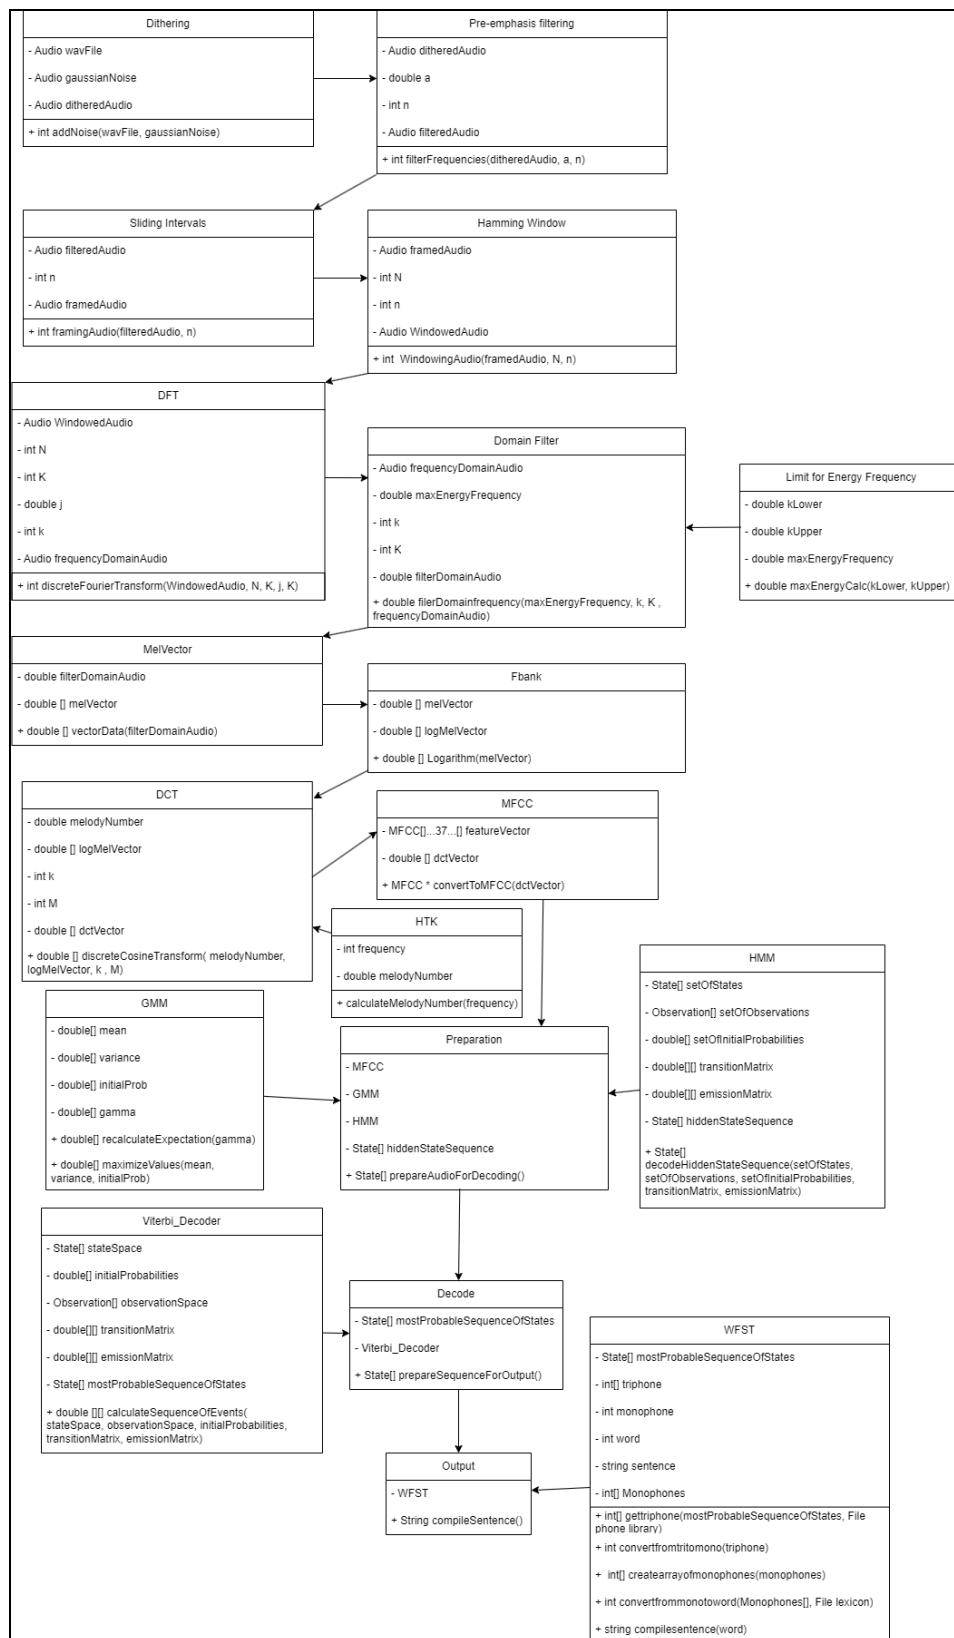 Dithering
- Audio wavFile
- Audio gaussianNoise
- Audio ditheredAudio
+ int addNoise(wavFile, gaussianNoise)
Pre-emphasis filtering
- Audio ditheredAudio
- double a
- int n
- Audio filteredAudio
+ int filterFrequencies(ditheredAudio, a, n)
Sliding Intervals
- Audio filteredAudio
- int n
- Audio framedAudio
+ int framingAudio(filteredAudio, n)
Hamming Window
- Audio framedAudio
- int N
- int n
- Audio WindowedAudio
+ int WindowingAudio(framedAudio, N, n)
DFT
- Audio WindowedAudio
- int N
- int K
- double j
- int k
- Audio frequencyDomainAudio
+ int discreteFourierTransform(WindowedAudio, N, K, j, K)
Domain Filter
- Audio frequencyDomainAudio
- double maxEnergyFrequency
- int k
- int K
- double filterDomainAudio
+ double filerDomainfrequency(maxEnergyFrequency, k, K ,
frequencyDomainAudio)
Limit for Energy Frequency
- double kLower
- double kUpper
- double maxEnergyFrequency
+ double maxEnergyCalc(kLower, kUpper)
MelVector
- double filterDomainAudio
- double [] melVector
+ double [] vectorData(filterDomainAudio)
Fbank
- double [] melVector
- double [] logMelVector
+ double [] Logarithm(melVector)
DCT
- double melodyNumber
- double [] logMelVector
- int k
- int M
- double [] dctVector
+ double [] discreteCosineTransform( melodyNumber,
logMelVector, k , M)
MFCC
- MFCC[]...37...[] featureVector
- double [] dctVector
+ MFCC * convertToMFCC(dctVector)
HTK
- int frequency
- double melodyNumber
+ calculateMelodyNumber(frequency)
HMM
- State[] setOfStates
- Observation[] setOfObservations
- double[] setOfInitialProbabilities
- double[][] transitionMatrix
- double[][] emissionMatrix
- State[] hiddenStateSequence
+ State[]
decodeHiddenStateSequence(setOfStates,
setOfObservations, setOfInitialProbabilities,
transitionMatrix, emissionMatrix)
GMM
- double[] mean
- double[] variance
- double[] initialProb
- double[] gamma
+ double[] recalculateExpectation(gamma)
+ double[] maximizeValues(mean,
variance, initialProb)
Preparation
- MFCC
- GMM
- HMM
- State[] hiddenStateSequence
+ State[] prepareAudioForDecoding()
Viterbi_Decoder
- State[] stateSpace
- double[] initialProbabilities
- Observation[] observationSpace
- double[][] transitionMatrix
- double[][] emissionMatrix
- State[] mostProbableSequenceOfStates
+ double [][] calculateSequenceOfEvents(
stateSpace, observationSpace, initialProbabilities,
transitionMatrix, emissionMatrix)
Decode
- State[] mostProbableSequenceOfStates
- Viterbi_Decoder
+ State[] prepareSequenceForOutput()
WFST
- State[] mostProbableSequenceOfStates
- int[] triphone
- int monophone
- int word
- string sentence
- int[] Monophones
+ int[] gettriphone(mostProbableSequenceOfStates, File
phone library)
+ int convertfromtritomono(triphone)
+ int[] createarrayofmonophones(monophones)
+ int convertfrommonotoword(Monophones[], File lexicon)
+ string compilesentence(word)
Output
- WFST
+ String compileSentence()